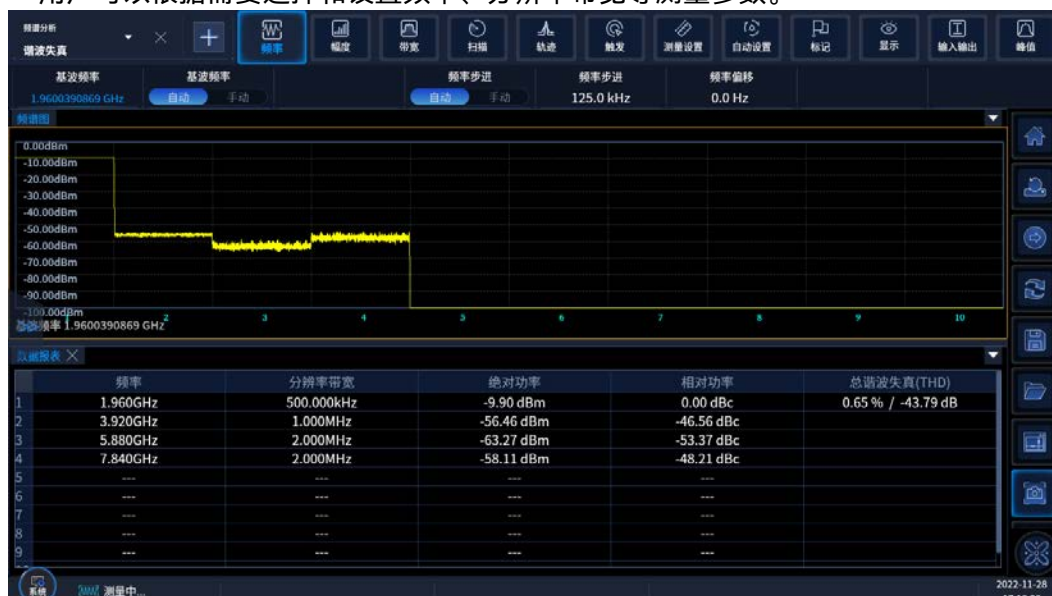 用户可以根据需要选择和设置频率、分辨率带宽等测量参数。
频谱分析
谐波失真
频率 幅度 带宽 扫描 轨迹 触发 测量设置 自动设置 标记 显示 输入输出 峰值
基波频率 基波频率 频率步进 频率步进 频率偏移
1.9600390869 GHz 自动 手动 自动 手动 125.0 kHz 0.0 Hz
频谱图
0.00dBm
-10.00dBm
-20.00dBm
-30.00dBm
-40.00dBm
-50.00dBm
-60.00dBm
-70.00dBm
-80.00dBm
-90.00dBm
-100.00dBm
2 3 4 5 6 7 8 9 10
基波频率 1.9600390869 GHz
数据报表
频率 分辨率带宽 绝对功率 相对功率 总谐波失真(THD)
1 1.960GHz 500.000kHz -9.90 dBm 0.00 dBc 0.65 % / -43.79 dB
2 3.920GHz 1.000MHz -56.46 dBm -46.56 dBc
3 5.880GHz 2.000MHz -63.27 dBm -53.37 dBc
4 7.840GHz 2.000MHz -58.11 dBm -48.21 dBc
5 --- --- --- ---
6 --- --- --- ---
7 --- --- --- ---
8 --- --- --- ---
9 --- --- --- ---
系统 测量中...
2022-11-28